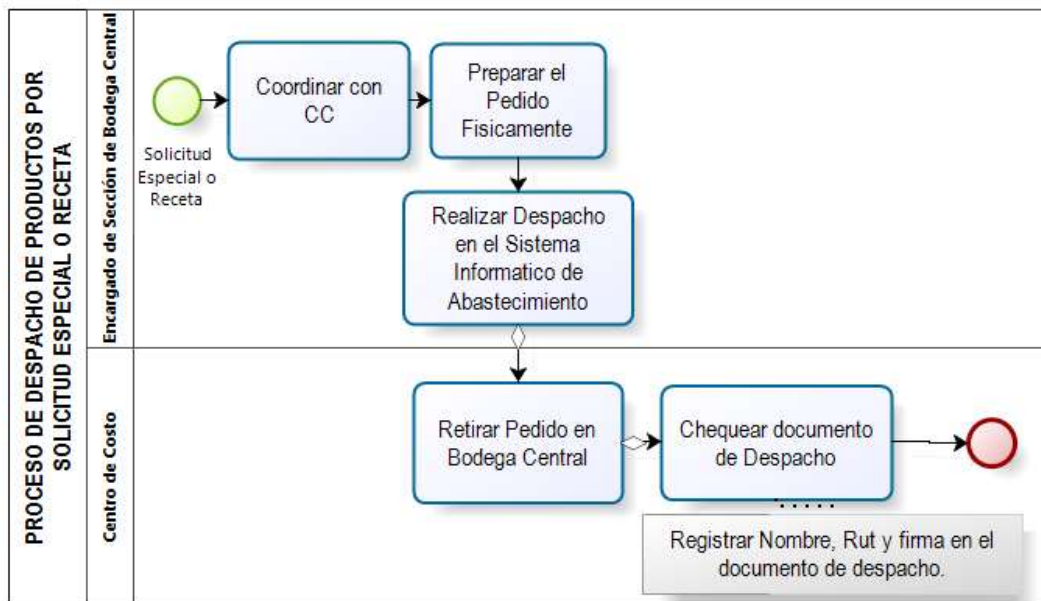 PROCESO DE DESPACHO DE PRODUCTOS POR
SOLICITUD ESPECIAL O RECETA
Encargado de Sección de Bodega Central
Solicitud
Especial o
Receta
Coordinar con
CC
Preparar el
Pedido
Fisicamente
Realizar Despacho
en el Sistema
Informatico de
Abastecimiento
Centro de Costo
Retirar Pedido en
Bodega Central
Chequear documento
de Despacho
Registrar Nombre, Rut y firma en el
documento de despacho.